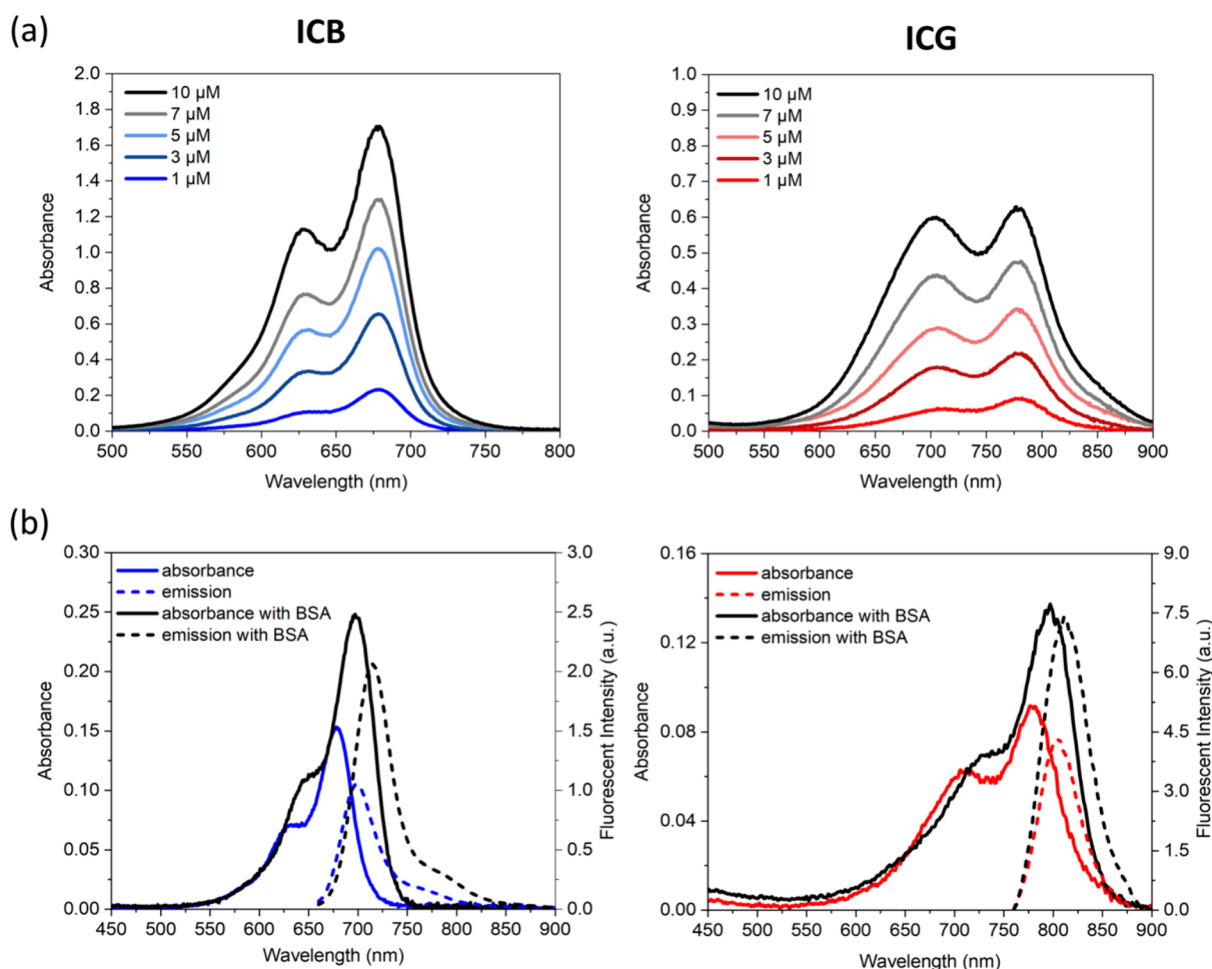 (a)
ICB
ICG
10 µM
7 µM
5 µM
3 µM
1 µM
2.0
1.8
1.6
1.4
1.2
1.0
0.8
0.6
0.4
0.2
0.0
Absorbance
500 550 600 650 700 750 800
Wavelength (nm)
10 µM
7 µM
5 µM
3 µM
1 µM
1.0
0.9
0.8
0.7
0.6
0.5
0.4
0.3
0.2
0.1
0.0
Absorbance
500 550 600 650 700 750 800 850 900
Wavelength (nm)
(b)
absorbance
emission
absorbance with BSA
emission with BSA
0.30
0.25
0.20
0.15
0.10
0.05
0.00
Absorbance
3.0
2.5
2.0
1.5
1.0
0.5
0.0
Fluorescent Intensity (a.u.)
450 500 550 600 650 700 750 800 850 900
Wavelength (nm)
absorbance
emission
absorbance with BSA
emission with BSA
0.16
0.12
0.08
0.04
0.00
Absorbance
9.0
7.5
6.0
4.5
3.0
1.5
0.0
Fluorescent Intensity (a.u.)
450 500 550 600 650 700 750 800 850 900
Wavelength (nm)